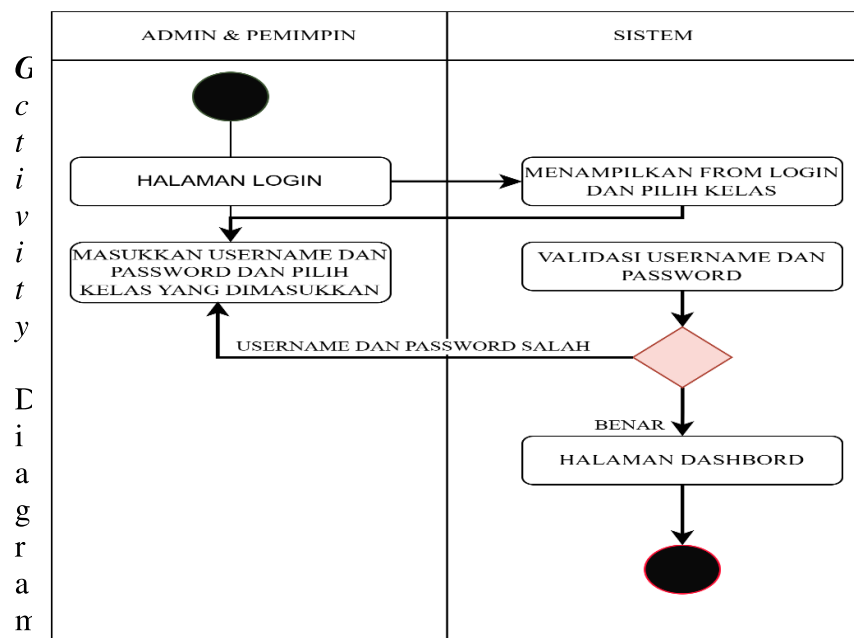 ADMIN & PEMIMPIN
SISTEM
HALAMAN LOGIN
MENAMPILKAN FROM LOGIN
DAN PILIH KELAS
MASUKKAN USERNAME DAN
PASSWORD DAN PILIH
KELAS YANG DIMASUKKAN
VALIDASI USERNAME DAN
PASSWORD
USERNAME DAN PASSWORD SALAH
BENAR
HALAMAN DASHBORD
G
c
t
i
v
i
t
y
D
i
a
g
r
a
m